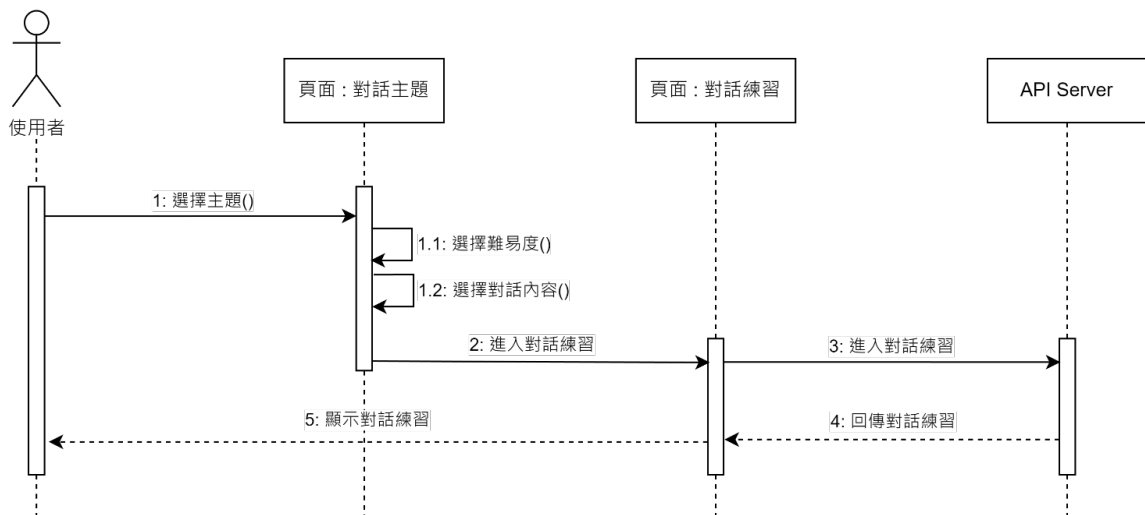 使用者
頁面 : 對話主題
頁面 : 對話練習
API Server
1: 選擇主題()
1.1: 選擇難易度()
1.2: 選擇對話內容()
2: 進入對話練習
3: 進入對話練習
5: 顯示對話練習
4: 回傳對話練習